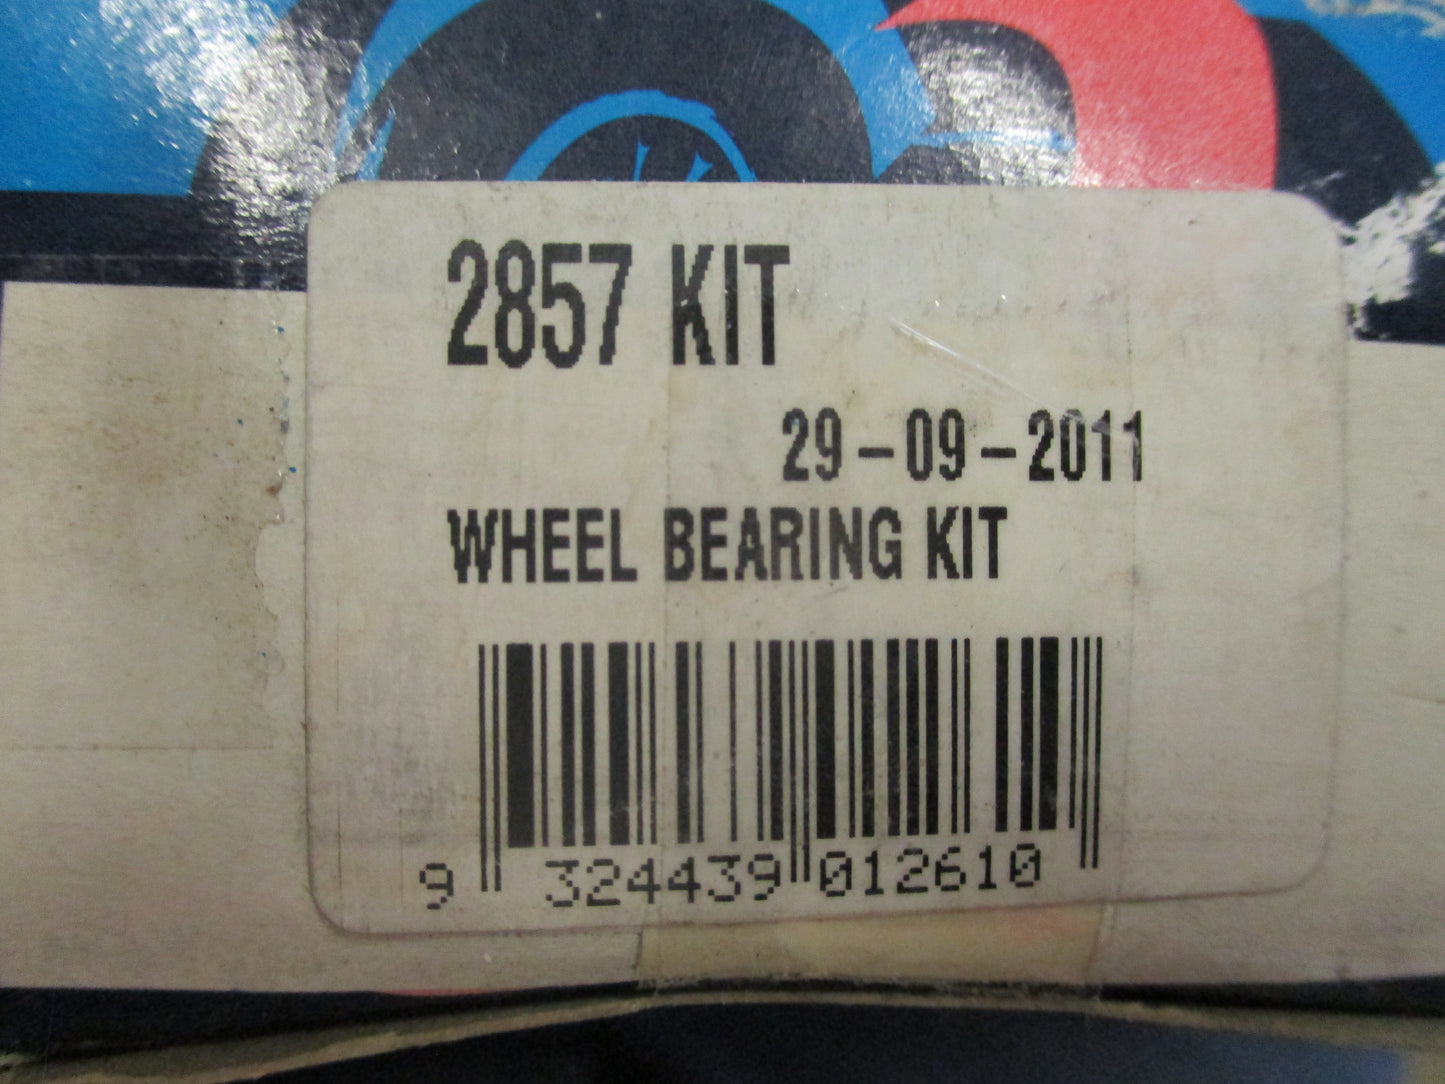 2857 KIT
29-09-2011
WHEEL BEARING KIT
9 324439 012610